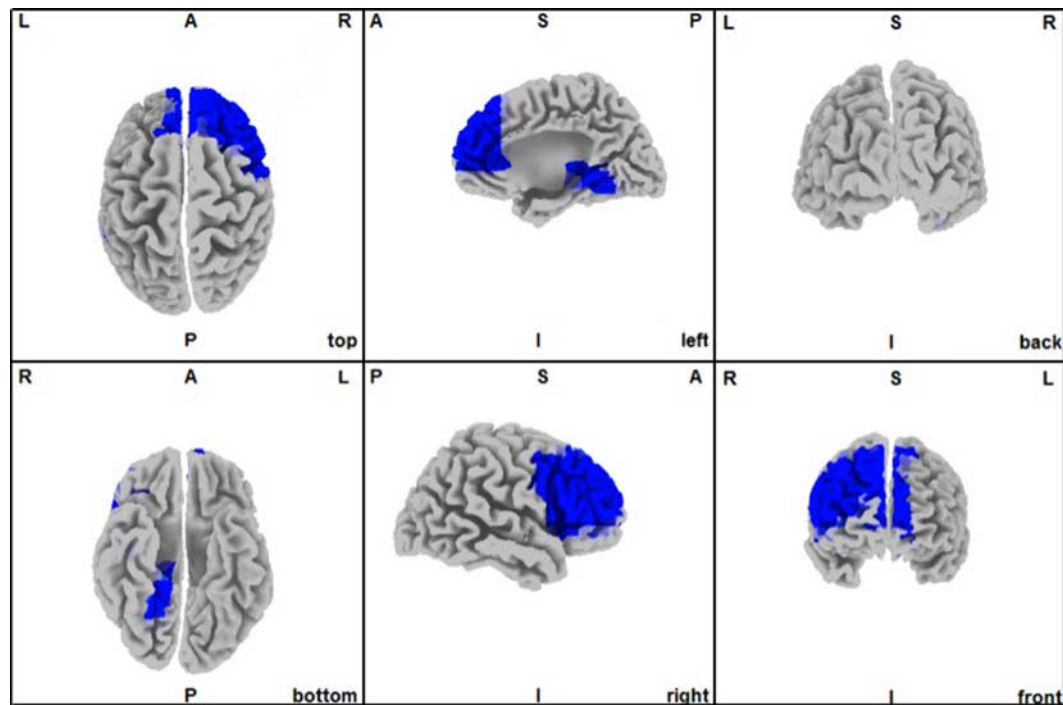 L A R
P top
A S P
I left
L S R
I back
R A L
P bottom
P S A
I right
R S L
I front